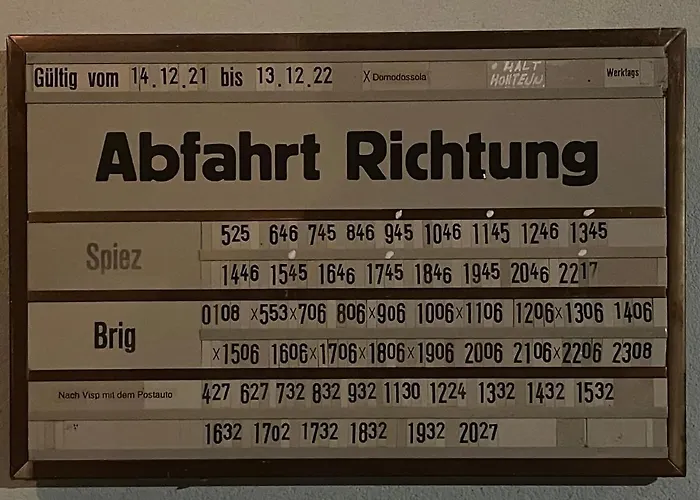 Gültig vom 14.12.21 bis 13.12.22 X Domodossola • HALT HOHTENN. Werktags
Abfahrt Richtung
Spiez 525 646 745 846 945 1046 1145 1246 1345
1446 1545 1646 1745 1846 1945 2046 2217
Brig 0108 x553 x706 806 x906 1006 x1106 1206 x1306 1406
x1506 1606 x1706 x1806 x1906 2006 2106 x2206 2308
Nach Visp mit dem Postauto 427 627 732 832 932 1130 1224 1332 1432 1532
1632 1702 1732 1832 1932 2027